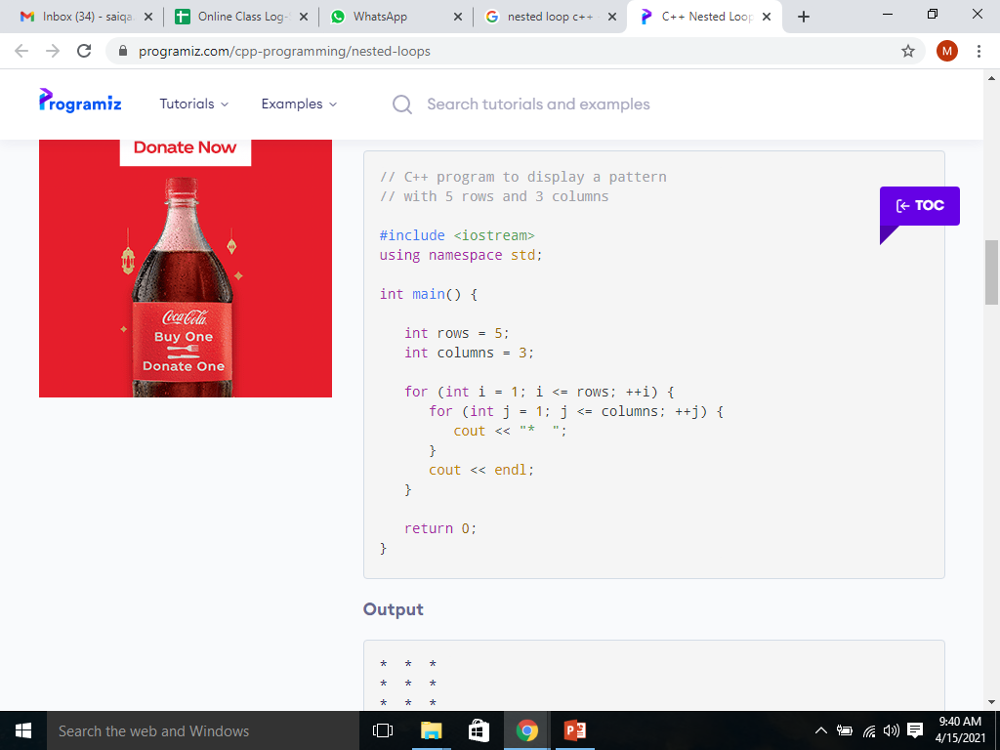 Inbox (34) - saiqa
Online Class Log-
WhatsApp
nested loop c++
C++ Nested Loop
programiz.com/cpp-programming/nested-loops
M
Programiz
Tutorials
Examples
Search tutorials and examples
Donate Now
Coca-Cola
Buy One
Donate One
// C++ program to display a pattern
// with 5 rows and 3 columns
#include <iostream>
using namespace std;
int main() {
int rows = 5;
int columns = 3;
for (int i = 1; i <= rows; ++i) {
for (int j = 1; j <= columns; ++j) {
cout << "*  ";
}
cout << endl;
}
return 0;
}
TOC
Output
*  *  *
*  *  *
*  *  *
Search the web and Windows
9:40 AM
4/15/2021